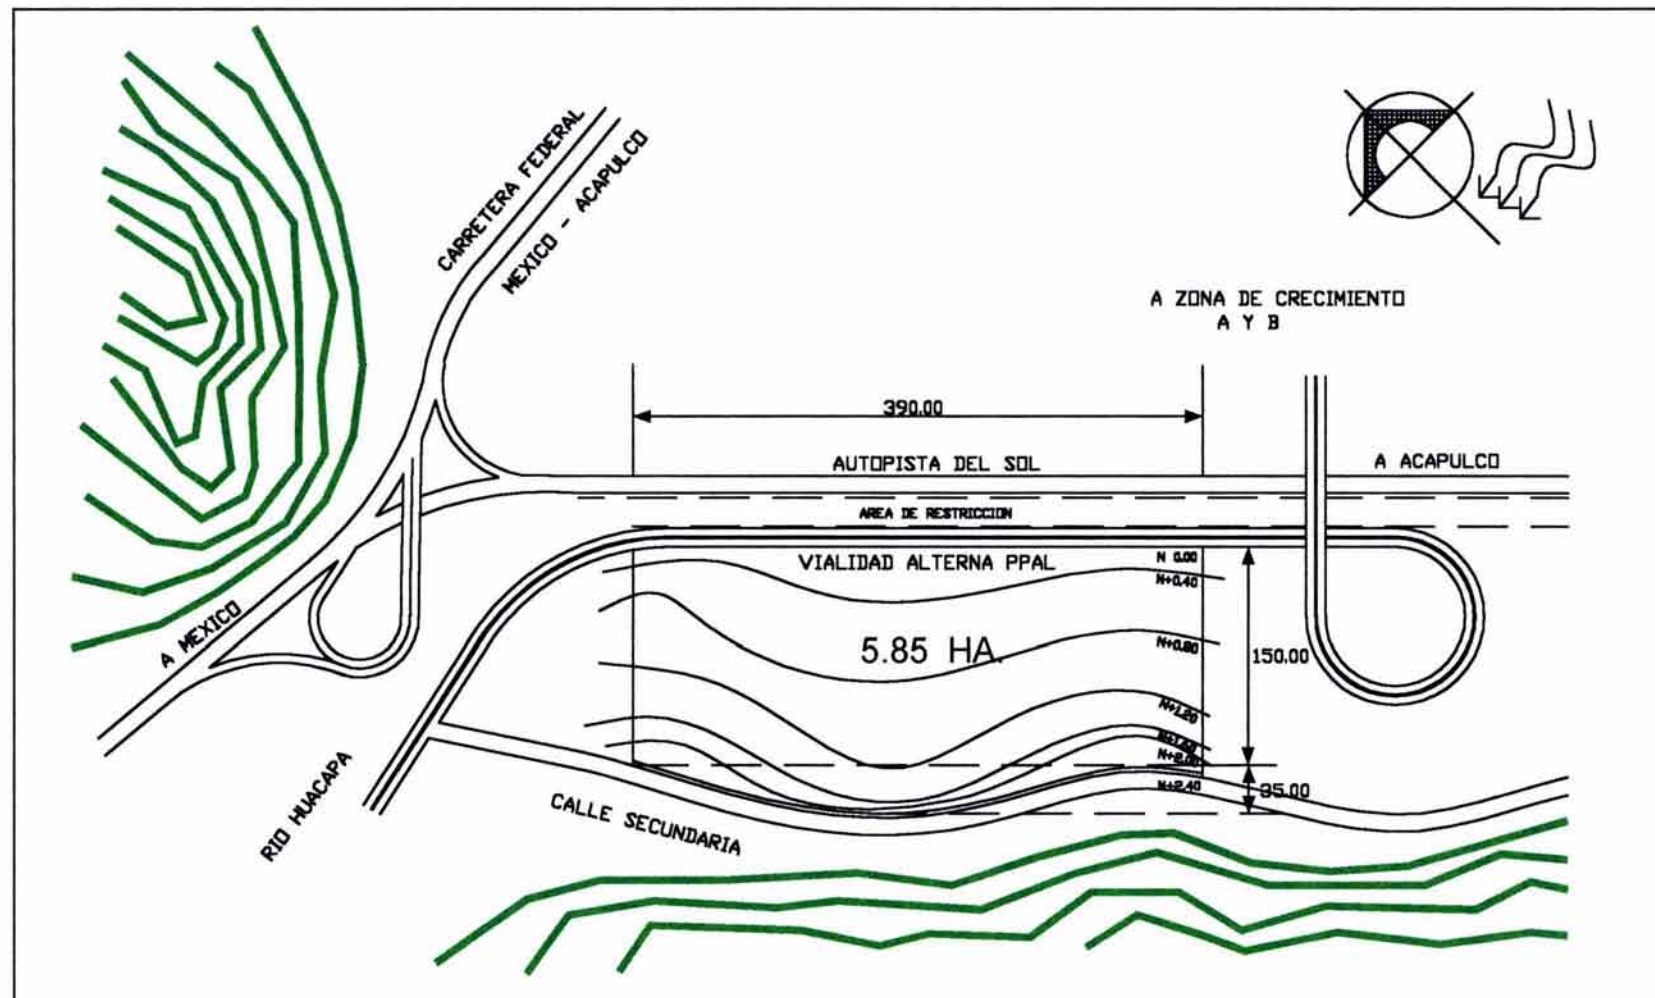 CARRETERA FEDERAL
MEXICO - ACAPULCO
A ZONA DE CRECIMIENTO
A Y B
390.00
AUTOPISTA DEL SOL
A ACAPULCO
AREA DE RESTRICCION
VIALIDAD ALTERNA PPAL
N 0.00
N+0.40
A MEXICO
5.85 HA.
N+0.80
150.00
N+1.20
N+1.60
N+2.00
N+2.40
35.00
RIO HUACAPA
CALLE SECUNDARIA